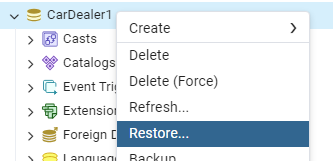 CarDealer1
Create
Casts
Delete
Catalogs
Delete (Force)
Event Trig
Refresh...
Extension
Restore...
Foreign D
Backup
Language